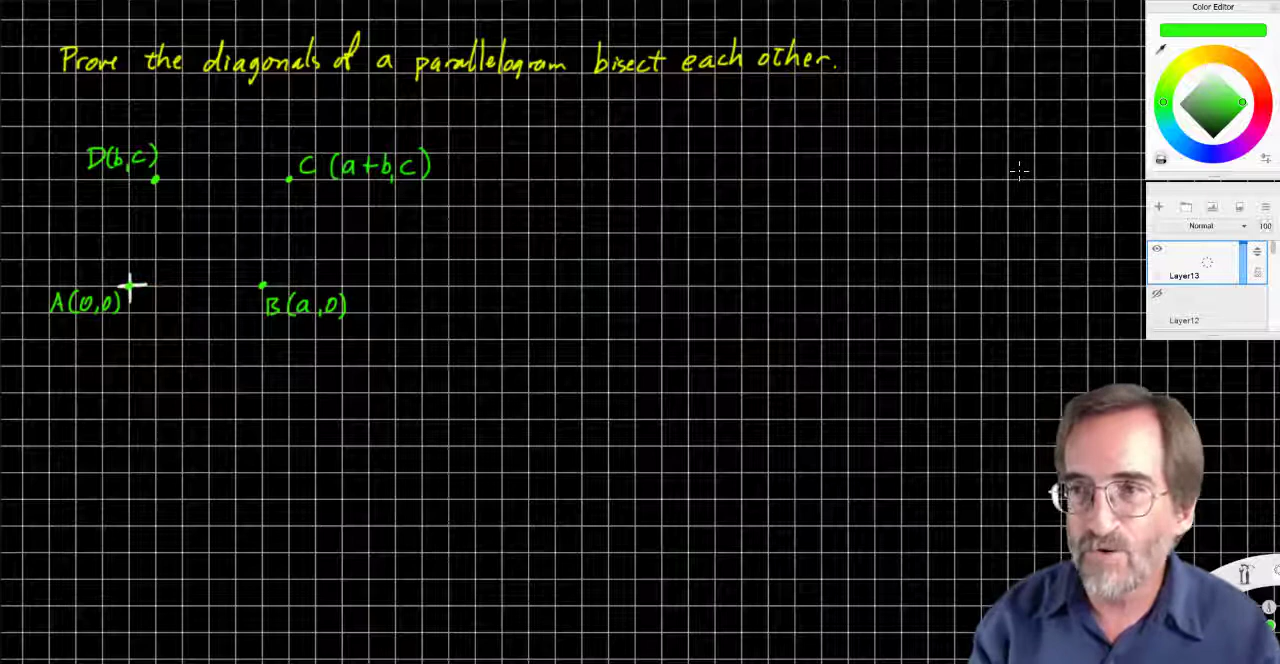 Prove the diagonals of a parallelogram bisect each other.
D(b,c)
C (a+b,c)
A(0,0)
B(a,0)
Color Editor
Normal
100
Layer13
Layer12